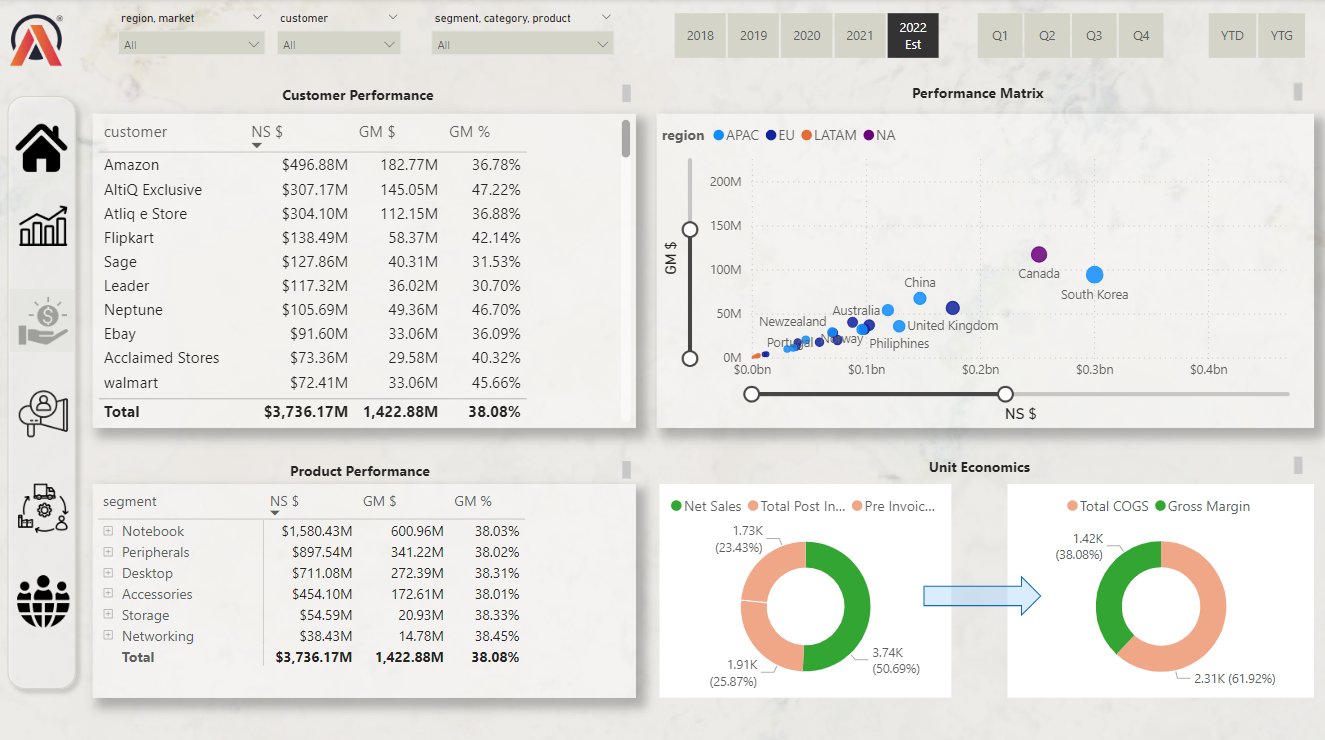 region, market
customer
segment, category, product
All
All
All
2018
2019
2020
2021
2022
Est
Q1
Q2
Q3
Q4
YTD
YTG
Customer Performance
customer NS $ GM $ GM %
Amazon $496.88M 182.77M 36.78%
AltiQ Exclusive $307.17M 145.05M 47.22%
Atliq e Store $304.10M 112.15M 36.88%
Flipkart $138.49M 58.37M 42.14%
Sage $127.86M 40.31M 31.53%
Leader $117.32M 36.02M 30.70%
Neptune $105.69M 49.36M 46.70%
Ebay $91.60M 33.06M 36.09%
Acclaimed Stores $73.36M 29.58M 40.32%
walmart $72.41M 33.06M 45.66%
Total $3,736.17M 1,422.88M 38.08%
Performance Matrix
region APAC EU LATAM NA
200M
150M
100M
50M
0M
GM $
Canada
South Korea
China
Australia
United Kingdom
Newzealand
Portugal
Norway
Philiphines
$0.0bn $0.1bn $0.2bn $0.3bn $0.4bn
NS $
Product Performance
segment NS $ GM $ GM %
Notebook $1,580.43M 600.96M 38.03%
Peripherals $897.54M 341.22M 38.02%
Desktop $711.08M 272.39M 38.31%
Accessories $454.10M 172.61M 38.01%
Storage $54.59M 20.93M 38.33%
Networking $38.43M 14.78M 38.45%
Total $3,736.17M 1,422.88M 38.08%
Unit Economics
Net Sales Total Post In... Pre Invoic...
1.73K
(23.43%)
1.91K
(25.87%)
3.74K
(50.69%)
Total COGS Gross Margin
1.42K
(38.08%)
2.31K (61.92%)